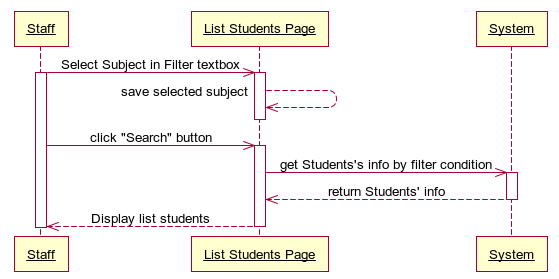 Staff
List Students Page
System
Select Subject in Filter textbox
save selected subject
click "Search" button
get Students's info by filter condition
return Students' info
Display list students
Staff
List Students Page
System